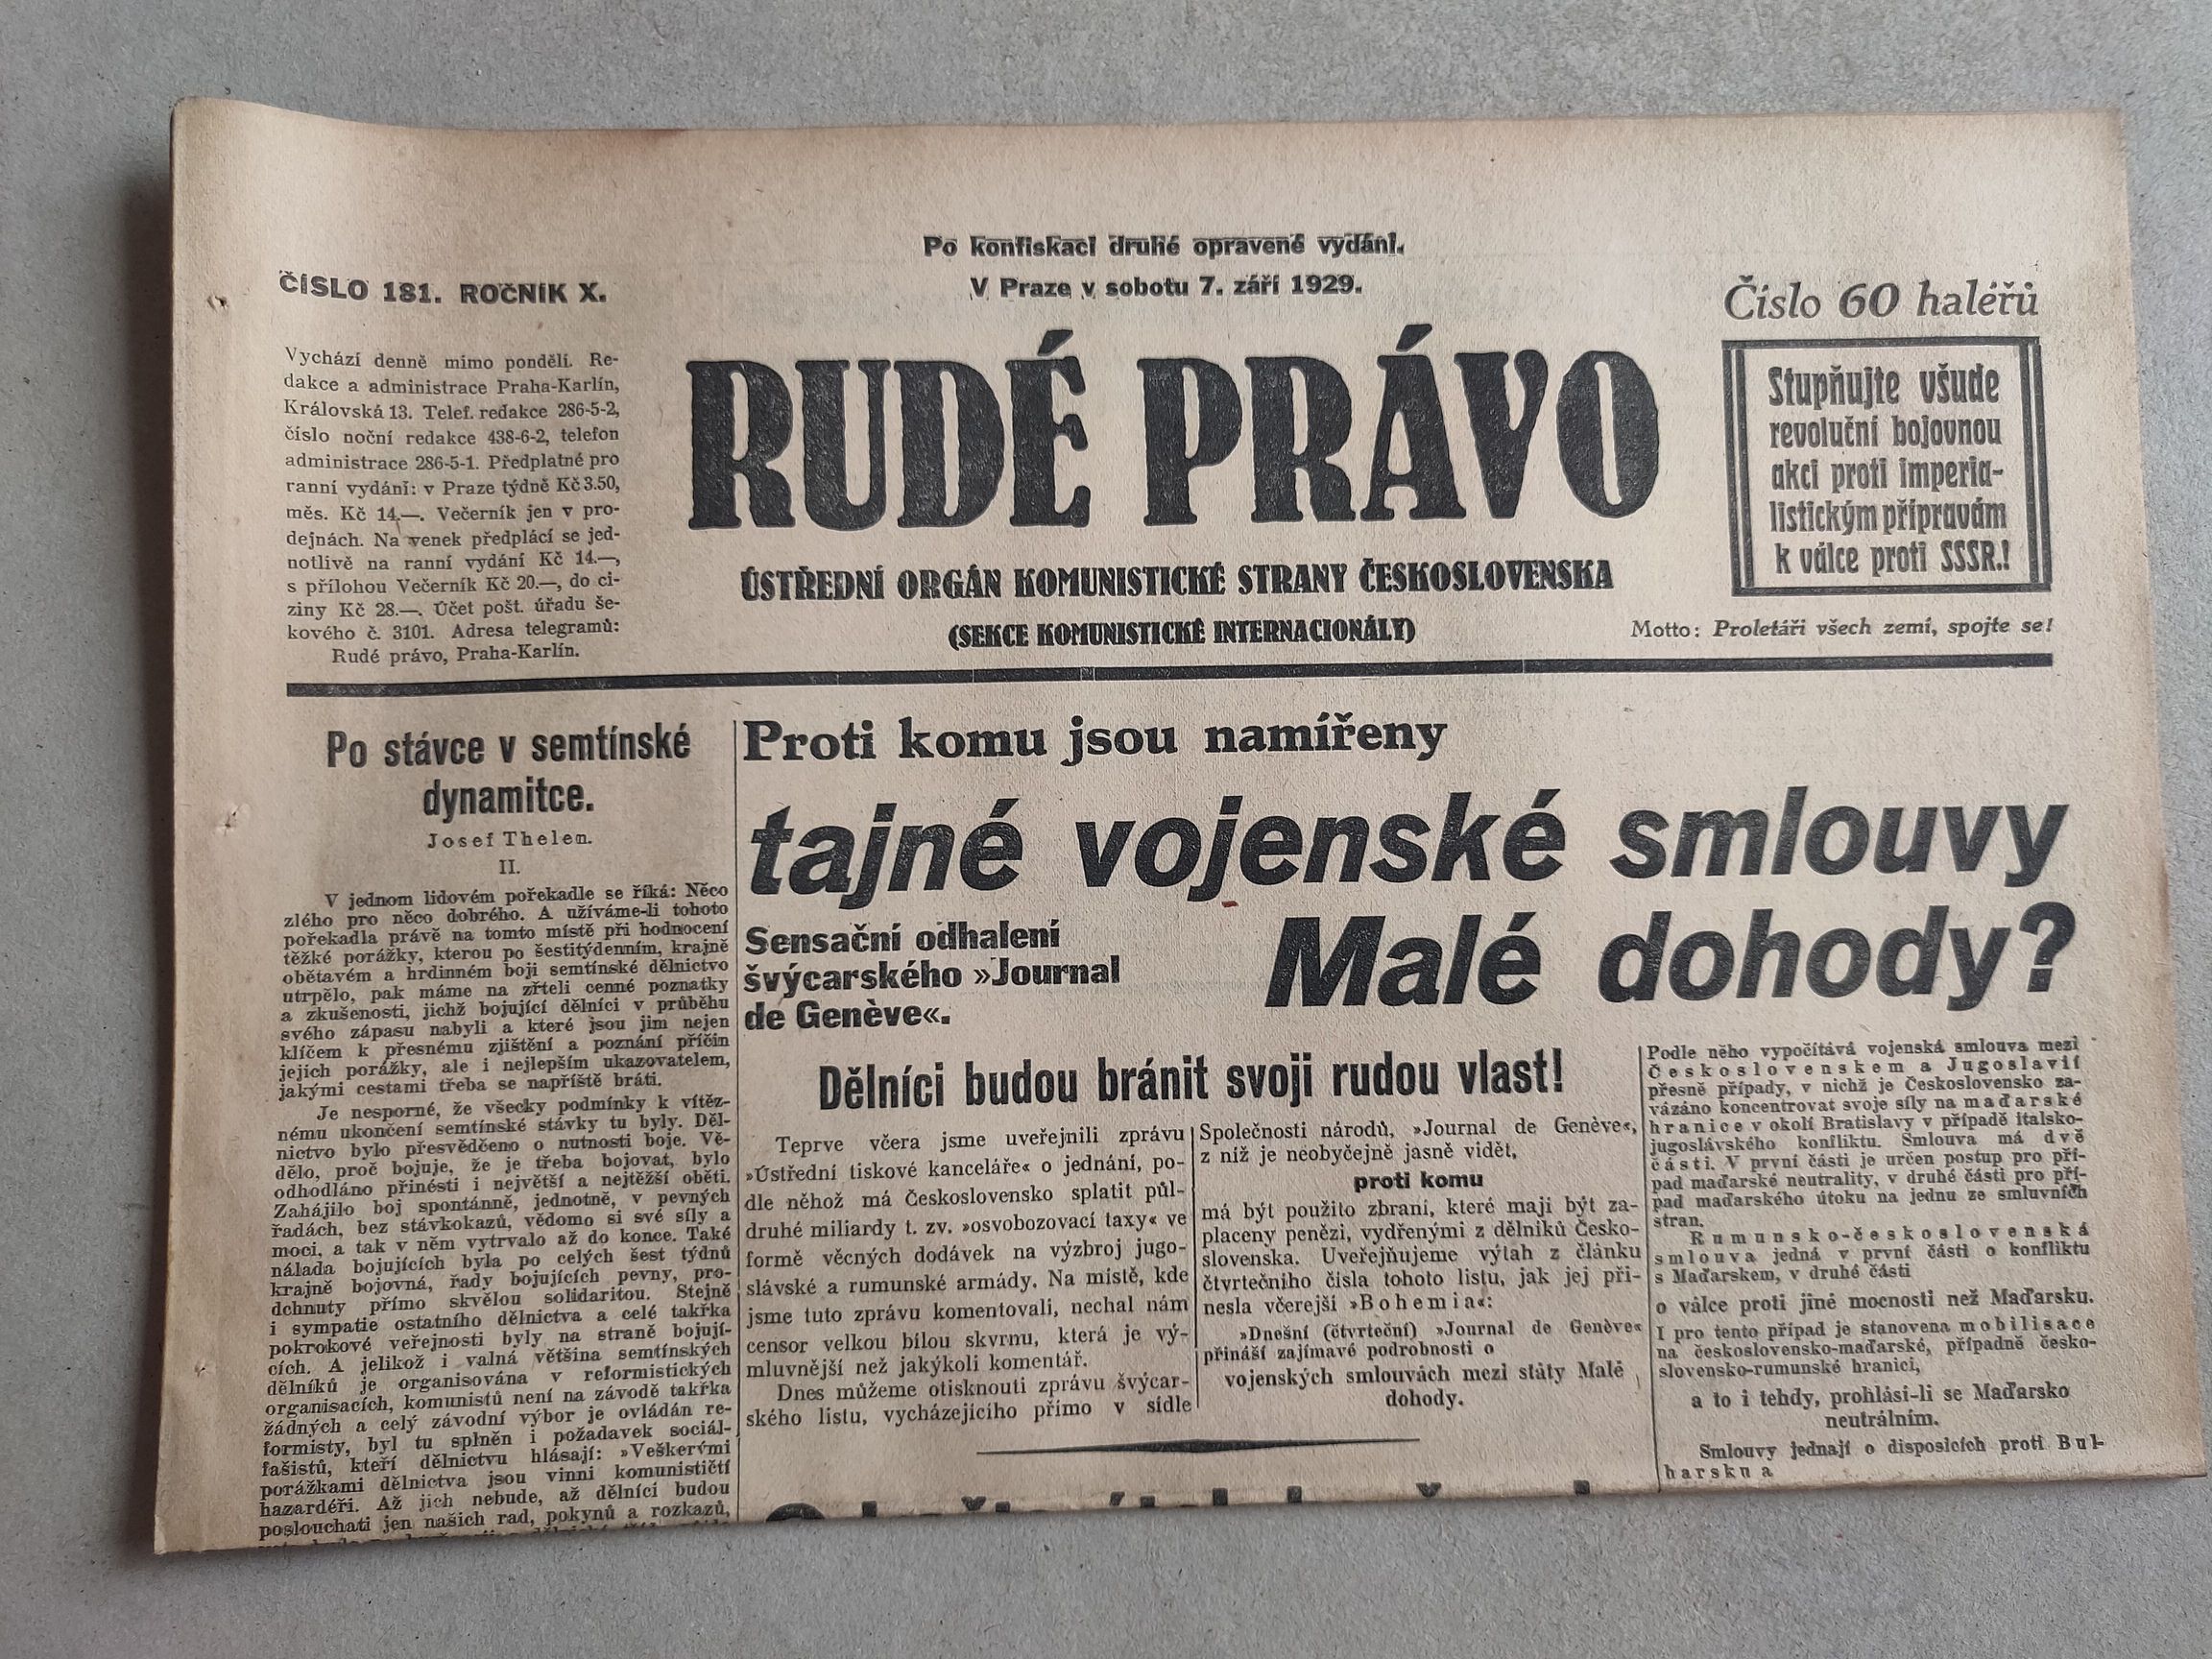 Po konfiskaci druhé opravené vydání.
V Praze v sobotu 7. září 1929.
ČÍSLO 181. ROČNÍK X.
Vychází denně mimo pondělí. Re-
dakce a administrace Praha-Karlín,
Královská 13. Telef. redakce 286-5-2,
číslo noční redakce 438-6-2, telefon
administrace 286-5-1. Předplatné pro
ranní vydání: v Praze týdně Kč 3.50,
měs. Kč 14.—. Večerník jen v pro-
dejnách. Na venek předplácí se jed-
notlivě na ranní vydání Kč 14.—,
s přílohou Večerník Kč 20.—, do ci-
ziny Kč 28.—. Účet pošt. úřadu še-
kového č. 3101. Adresa telegramů:
Rudé právo, Praha-Karlín.
RUDÉ PRÁVO
ÚSTŘEDNÍ ORGÁN KOMUNISTICKÉ STRANY ČESKOSLOVENSKA
(SEKCE KOMUNISTICKÉ INTERNACIONÁLY)
Číslo 60 haléřů
Stupňujte všude
revoluční bojovnou
akci proti imperia-
listickým přípravám
k válce proti SSSR.!
Motto: Proletáři všech zemí, spojte se!
Po stávce v semtínské
dynamitce.
Josef Thelen.
II.
V jednom lidovém pořekadle se říká: Něco
zlého pro něco dobrého. A užíváme-li tohoto
pořekadla právě na tomto místě při hodnocení
těžké porážky, kterou po šestitýdenním, krajně
obětavém a hrdinném boji semtínské dělnictvo
utrpělo, pak máme na zřteli cenné poznatky
a zkušenosti, jichž bojující dělníci v průběhu
svého zápasu nabyli a které jsou jim nejen
klíčem k přesnému zjištění a poznání příčin
jejich porážky, ale i nejlepším ukazovatelem,
jakými cestami třeba se napříště bráti.
Je nesporné, že všecky podmínky k vítěz-
nému ukončení semtínské stávky tu byly. Děl-
nictvo bylo přesvědčeno o nutnosti boje. Vě-
dělo, proč bojuje, že je třeba bojovat, bylo
odhodláno přinésti i největší a nejtěžší oběti.
Zahájilo boj spontánně, jednotně, v pevných
řadách, bez stávkokazů, vědomo si své síly a
moci, a tak v něm vytrvalo až do konce. Také
nálada bojujících byla po celých šest týdnů
krajně bojovná, řady bojujících pevny, pro-
dchnuty přímo skvělou solidaritou. Stejně
i sympatie ostatního dělnictva a celé takřka
pokrokové veřejnosti byly na straně bojují-
cích. A jelikož i valná většina semtínských
dělníků je organisována v reformistických
organisacích, komunistů není na závodě takřka
žádných a celý závodní výbor je ovládán re-
formisty, byl tu splněn i požadavek sociál-
fašistů, kteří dělnictvu hlásají: »Veškerými
porážkami dělnictva jsou vinni komunističtí
hazardéři. Až jich nebude, až dělníci budou
poslouchati jen našich rad, pokynů a rozkazů,
Proti komu jsou namířeny
tajné vojenské smlouvy
Malé dohody?
Sensační odhalení
švýcarského »Journal
de Genève«.
Dělníci budou bránit svoji rudou vlast!
Teprve včera jsme uveřejnili zprávu
»Ústřední tiskové kanceláře« o jednání, po-
dle něhož má Československo splatit půl-
druhé miliardy t. zv. »osvobozovací taxy« ve
formě věcných dodávek na výzbroj jugo-
slávské a rumunské armády. Na místě, kde
jsme tuto zprávu komentovali, nechal nám
censor velkou bílou skvrnu, která je vý-
mluvnější než jakýkoli komentář.
Dnes můžeme otisknouti zprávu švýcar-
ského listu, vycházejícího přímo v sídle
Společnosti národů, »Journal de Genève«,
z níž je neobyčejně jasně vidět,
proti komu
má být použito zbraní, které mají být za-
placeny penězi, vydřenými z dělníků Česko-
slovenska. Uveřejňujeme výtah z článku
čtvrtečního čísla tohoto listu, jak jej při-
nesla včerejší »Bohemia«:
»Dnešní (čtvrteční) »Journal de Genève«
přináší zajímavé podrobnosti o
vojenských smlouvách mezi státy Malé
dohody.
Podle něho vypočítává vojenská smlouva mezi
Československem a Jugoslavií
přesně případy, v nichž je Československo za-
vázáno koncentrovat svoje síly na maďarské
hranice v okolí Bratislavy v případě italsko-
jugoslávského konfliktu. Smlouva má dvě
části. V první části je určen postup pro pří-
pad maďarské neutrality, v druhé části pro pří-
pad maďarského útoku na jednu ze smluvních
stran.
Rumunsko-československá
smlouva jedná v první části o konfliktu
s Maďarskem, v druhé části
o válce proti jiné mocnosti než Maďarsku.
I pro tento případ je stanovena mobilisace
na československo-maďarské, případně česko-
slovensko-rumunské hranici,
a to i tehdy, prohlásí-li se Maďarsko
neutrálním.
Smlouvy jednají o disposicích proti Bul-
harsku a